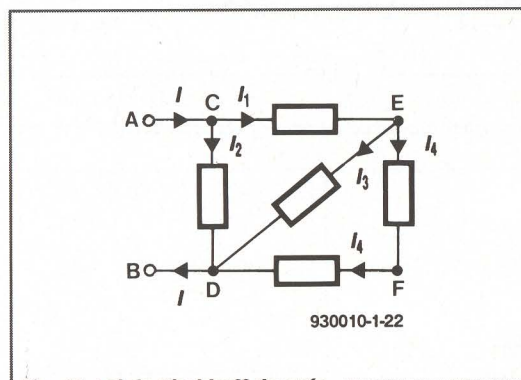 I C I₁ E
A
I₂ I₃ I₄
B I₄
I D F
930010-1-22